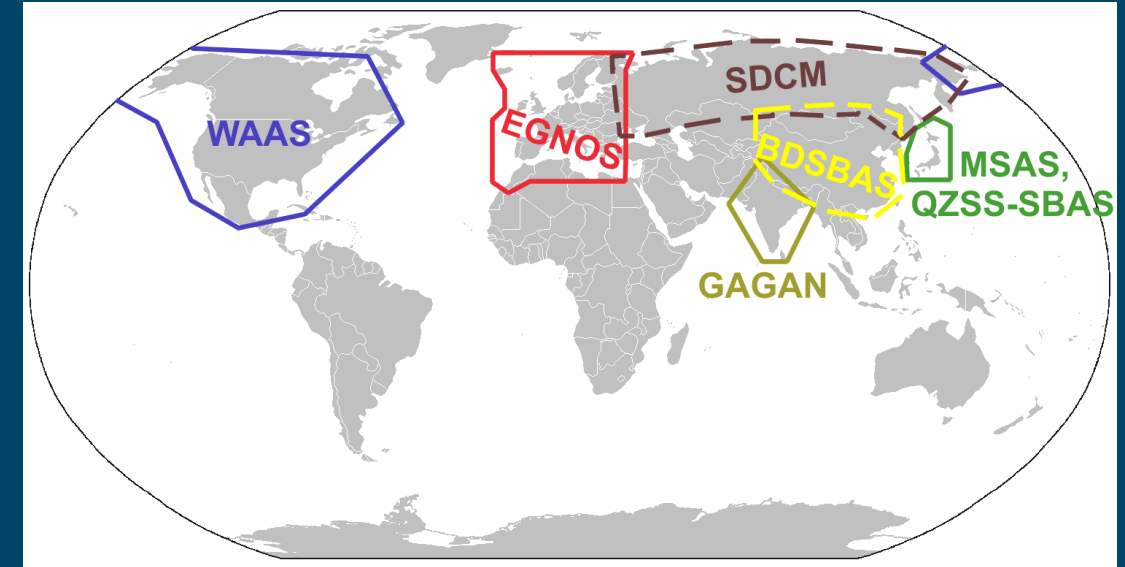 WAAS
EGNOS
SDCM
BDSBAS
MSAS,
QZSS-SBAS
GAGAN